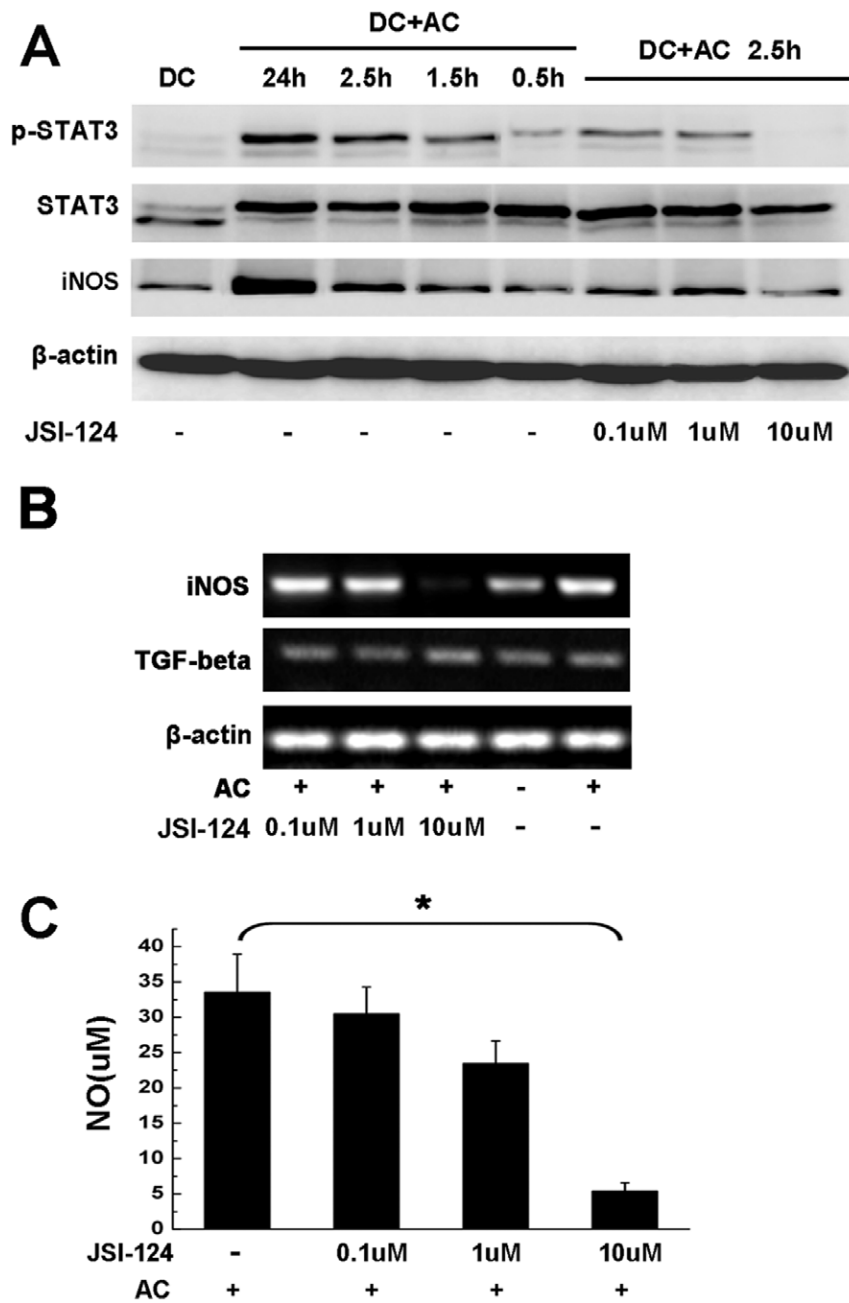 A
DC+AC
DC+AC 2.5h
DC 24h 2.5h 1.5h 0.5h
p-STAT3
STAT3
iNOS
β-actin
JSI-124 - - - - - 0.1uM 1uM 10uM
B
iNOS
TGF-beta
β-actin
AC + + + - +
JSI-124 0.1uM 1uM 10uM - -
C
*
40
35
30
25
20
15
10
5
0
NO(uM)
JSI-124 - 0.1uM 1uM 10uM
AC + + + +